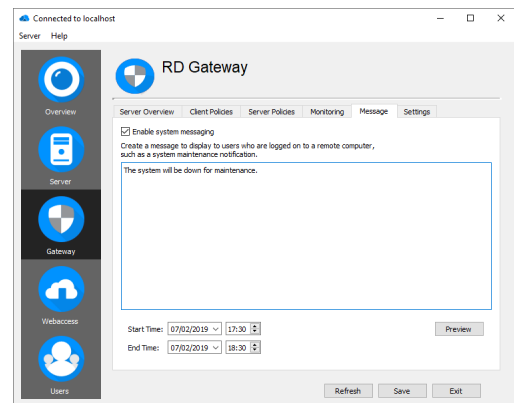 Connected to localhost
Server Help
Overview
Server
Gateway
Webaccess
Users
RD Gateway
Server Overview Client Policies Server Policies Monitoring Message Settings
Enable system messaging
Create a message to display to users who are logged on to a remote computer,
such as a system maintenance notification.
The system will be down for maintenance.
Start Time: 07/02/2019 17:30
Preview
End Time: 07/02/2019 18:30
Refresh Save Exit